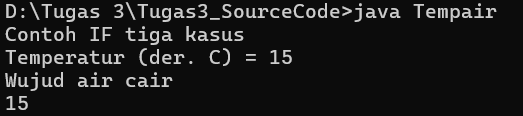 D:\Tugas 3\Tugas3_SourceCode>java Tempair
Contoh IF tiga kasus
Temperatur (der. C) = 15
Wujud air cair
15